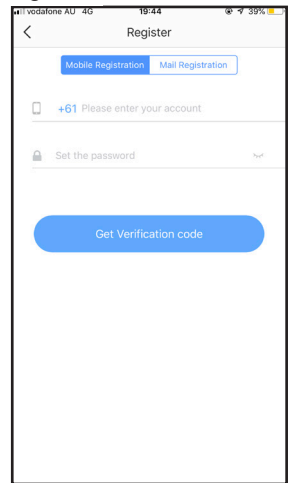 vodafone AU 4G 19:44 39%
Register
Mobile Registration Mail Registration
+61 Please enter your account
Set the password
Get Verification code